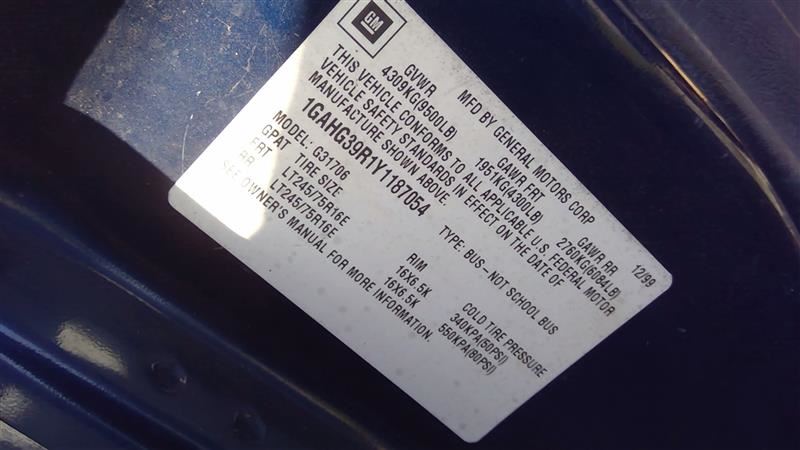 GM
MFD BY GENERAL MOTORS CORP 12/99
GVWR GAWR FRT GAWR RR
4309KG(9500LB) 1951KG(4300LB) 2760KG(6084LB)
THIS VEHICLE CONFORMS TO ALL APPLICABLE U.S. FEDERAL MOTOR
VEHICLE SAFETY STANDARDS IN EFFECT ON THE DATE OF
MANUFACTURE SHOWN ABOVE.
1GAHG39R1Y1187054 TYPE: BUS-NOT SCHOOL BUS
MODEL: G31706
GPAT TIRE SIZE RIM COLD TIRE PRESSURE
FRT LT245/75R16E 16X6.5K 340KPA(50PSI)
RR LT245/75R16E 16X6.5K 550KPA(80PSI)
SEE OWNER'S MANUAL FOR MORE INFORMATION.